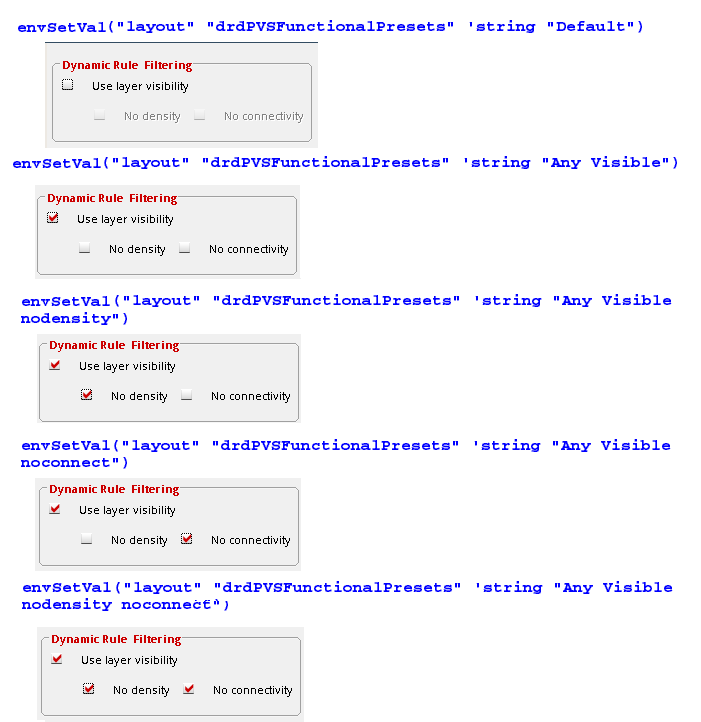 envSetVal("layout" "drdPVSFunctionalPresets" 'string "Default")
Dynamic Rule Filtering
Use layer visibility
No density No connectivity
envSetVal("layout" "drdPVSFunctionalPresets" 'string "Any Visible")
Dynamic Rule Filtering
Use layer visibility
No density No connectivity
envSetVal("layout" "drdPVSFunctionalPresets" 'string "Any Visible
nodensity")
Dynamic Rule Filtering
Use layer visibility
No density No connectivity
envSetVal("layout" "drdPVSFunctionalPresets" 'string "Any Visible
noconnect")
Dynamic Rule Filtering
Use layer visibility
No density No connectivity
envSetVal("layout" "drdPVSFunctionalPresets" 'string "Any Visible
nodensity noconnect")
Dynamic Rule Filtering
Use layer visibility
No density No connectivity